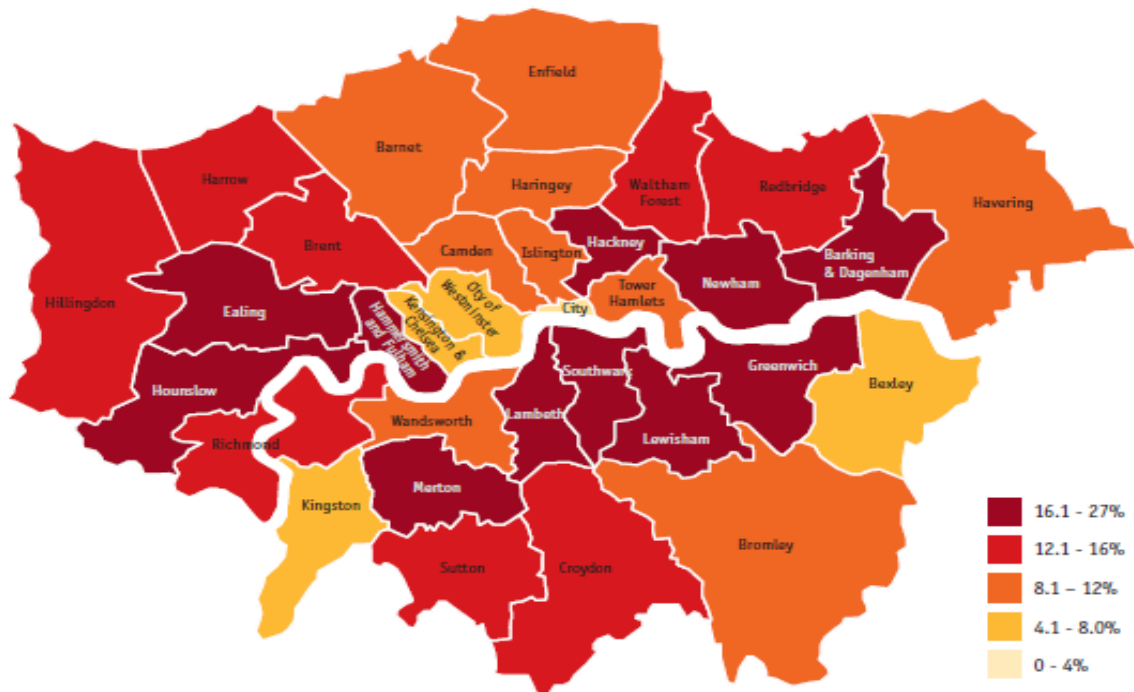 Enfield
Barnet
Harrow
Haringey
Waltham
Forest
Redbridge
Havering
Brent
Camden
Islington
Hackney
Barking
& Dagenham
Hillingdon
Ealing
City of
Westminster
Kensington &
Chelsea
Hammersmith
and Fulham
City
Tower
Hamlets
Newham
Hounslow
Southwark
Greenwich
Bexley
Richmond
Wandsworth
Lambeth
Lewisham
Kingston
Merton
Bromley
Sutton
Croydon
16.1 - 27%
12.1 - 16%
8.1 – 12%
4.1 - 8.0%
0 - 4%